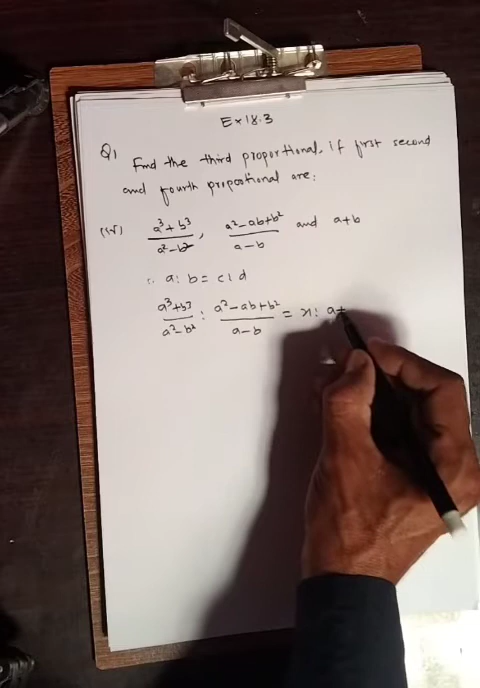 Ex 18.3
Q1 Find the third proportional, if first second
and fourth propotional are:
(iv) a³+b³/a²-b², a²-ab+b²/a-b and a+b
∵ a:b = c:d
a³+b³/a²-b² : a²-ab+b²/a-b = x: a+